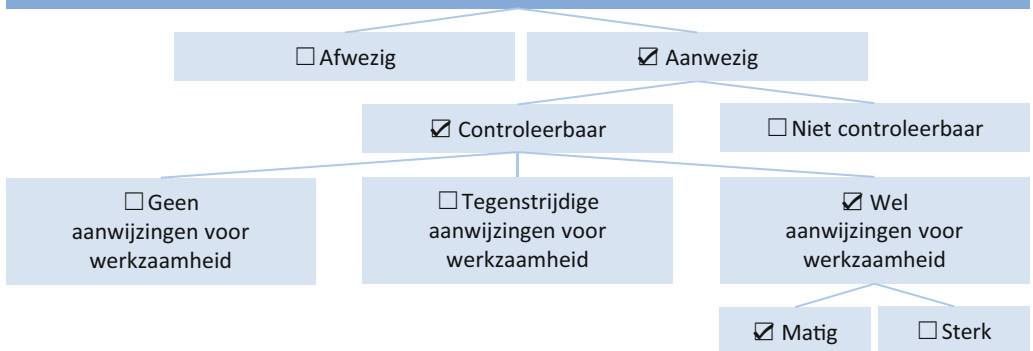 ☐ Afwezig
☑ Aanwezig
☑ Controleerbaar
☐ Niet controleerbaar
☐ Geen
aanwijzingen voor
werkzaamheid
☐ Tegenstrijdige
aanwijzingen voor
werkzaamheid
☑ Wel
aanwijzingen voor
werkzaamheid
☑ Matig
☐ Sterk